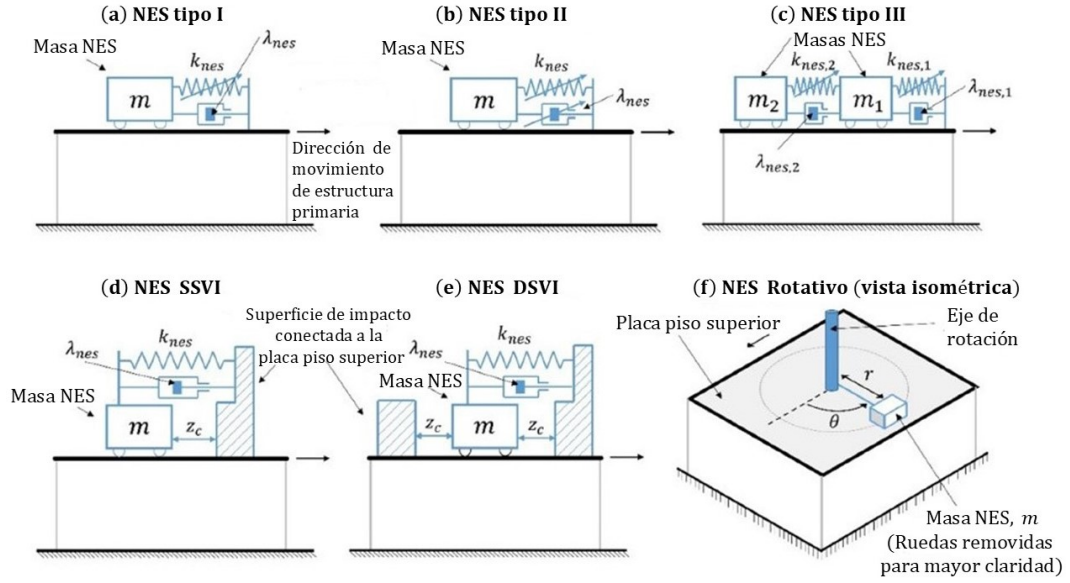 (a) NES tipo I
Masa NES
k_nes
λ_nes
m
Dirección de
movimiento
de estructura
primaria
(b) NES tipo II
Masa NES
k_nes
λ_nes
m
(c) NES tipo III
Masas NES
k_nes,2
k_nes,1
m_2
m_1
λ_nes,1
λ_nes,2
(d) NES SSVI
k_nes
λ_nes
Masa NES
m
z_c
Superficie de impacto
conectada a la
placa piso superior
(e) NES DSVI
k_nes
λ_nes
Masa NES
z_c
m
z_c
(f) NES Rotativo (vista isométrica)
Placa piso superior
Eje de
rotación
r
θ
Masa NES, m
(Ruedas removidas
para mayor claridad)